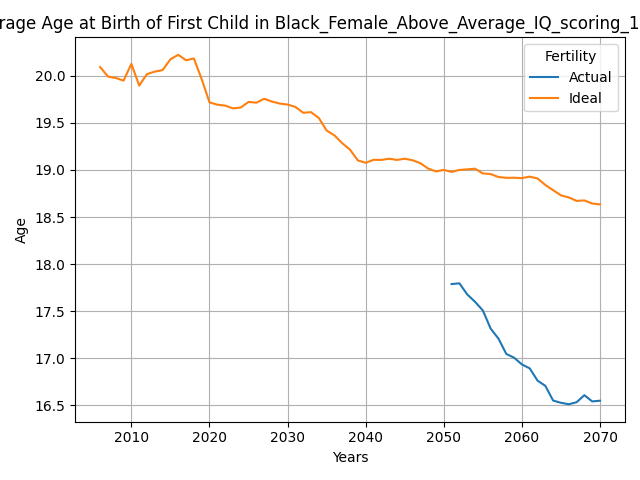 rage Age at Birth of First Child in Black_Female_Above_Average_IQ_scoring_1
Fertility
Actual
Ideal
20.0
19.5
19.0
18.5
18.0
17.5
17.0
16.5
Age
2010 2020 2030 2040 2050 2060 2070
Years